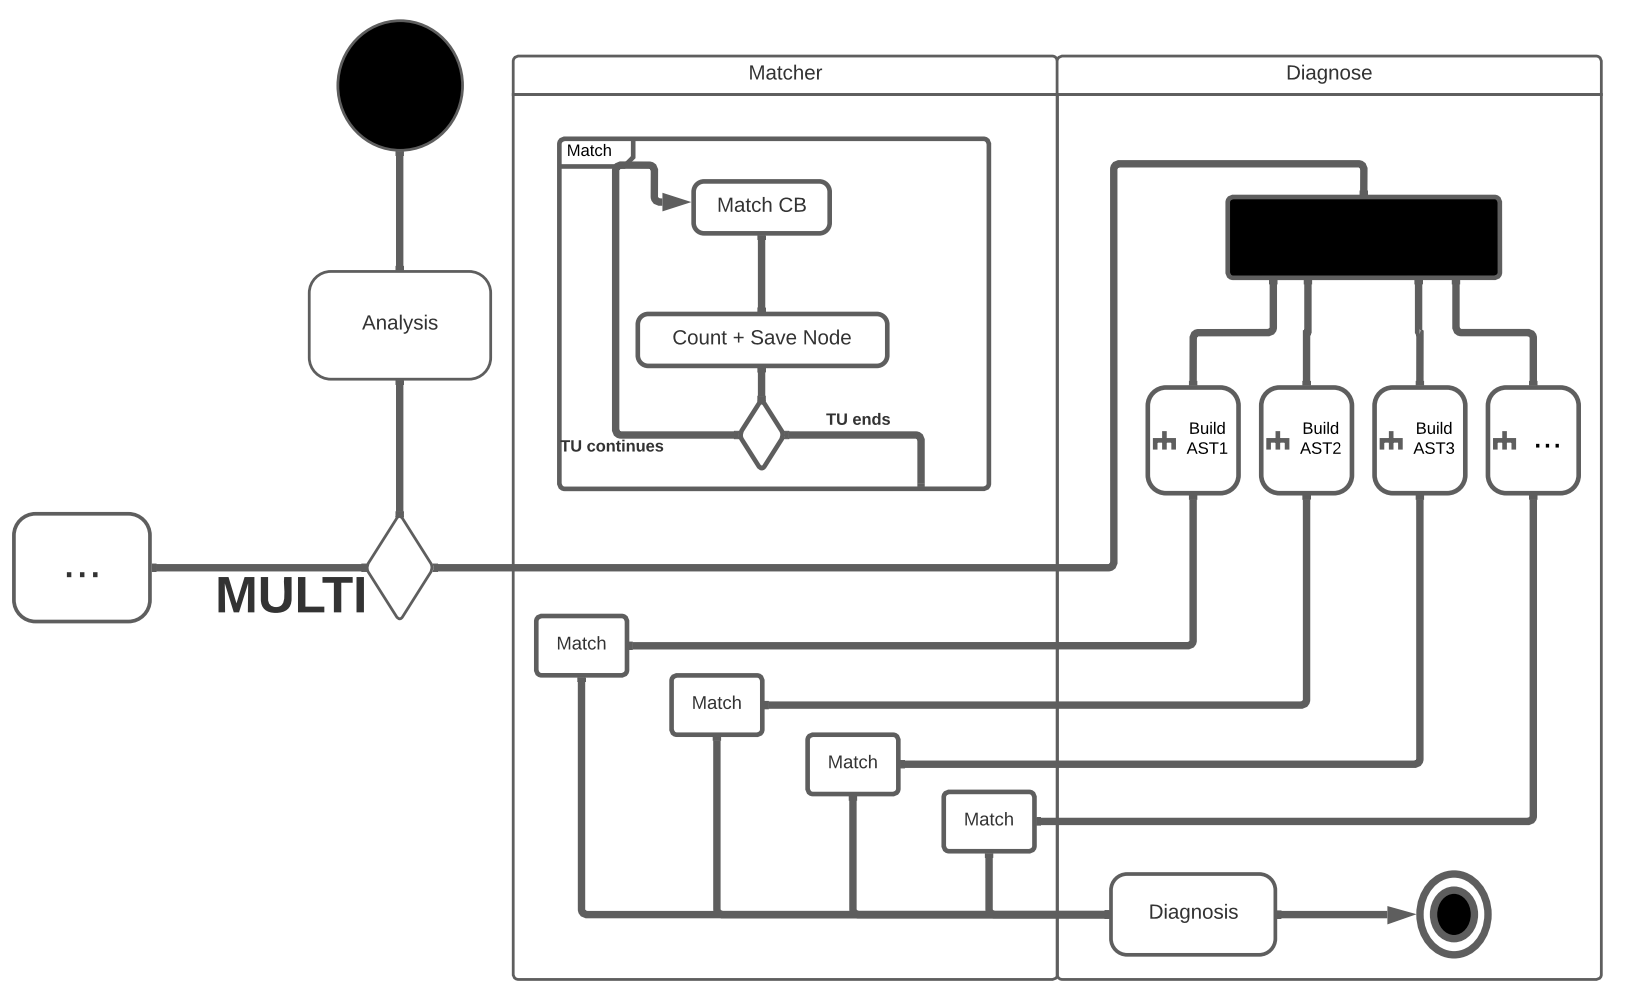 Matcher
Diagnose
Match
Match CB
Analysis
Count + Save Node
TU ends
TU continues
Build
AST1
Build
AST2
Build
AST3
...
...
MULTI
Match
Match
Match
Match
Diagnosis